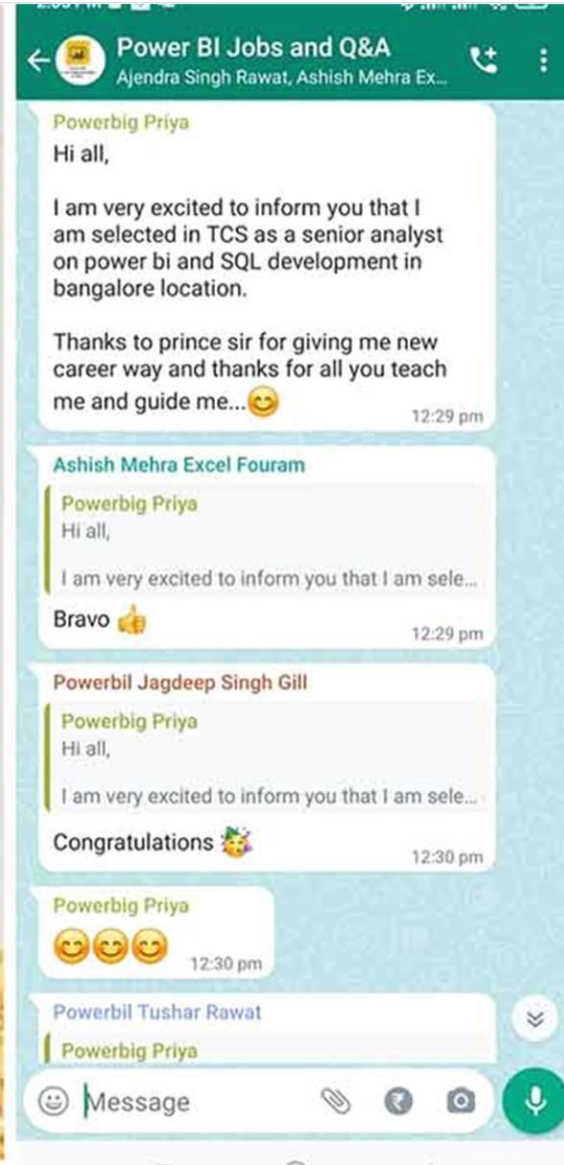 Power BI Jobs and Q&A
Ajendra Singh Rawat, Ashish Mehra Ex...
Powerbig Priya
Hi all,
I am very excited to inform you that I
am selected in TCS as a senior analyst
on power bi and SQL development in
bangalore location.
Thanks to prince sir for giving me new
career way and thanks for all you teach
me and guide me...😊
12:29 pm
Ashish Mehra Excel Fouram
Powerbig Priya
Hi all,
I am very excited to inform you that I am sele...
Bravo 👍
12:29 pm
Powerbil Jagdeep Singh Gill
Powerbig Priya
Hi all,
I am very excited to inform you that I am sele...
Congratulations 🥳
12:30 pm
Powerbig Priya
😊😊😊
12:30 pm
Powerbil Tushar Rawat
Powerbig Priya
Message